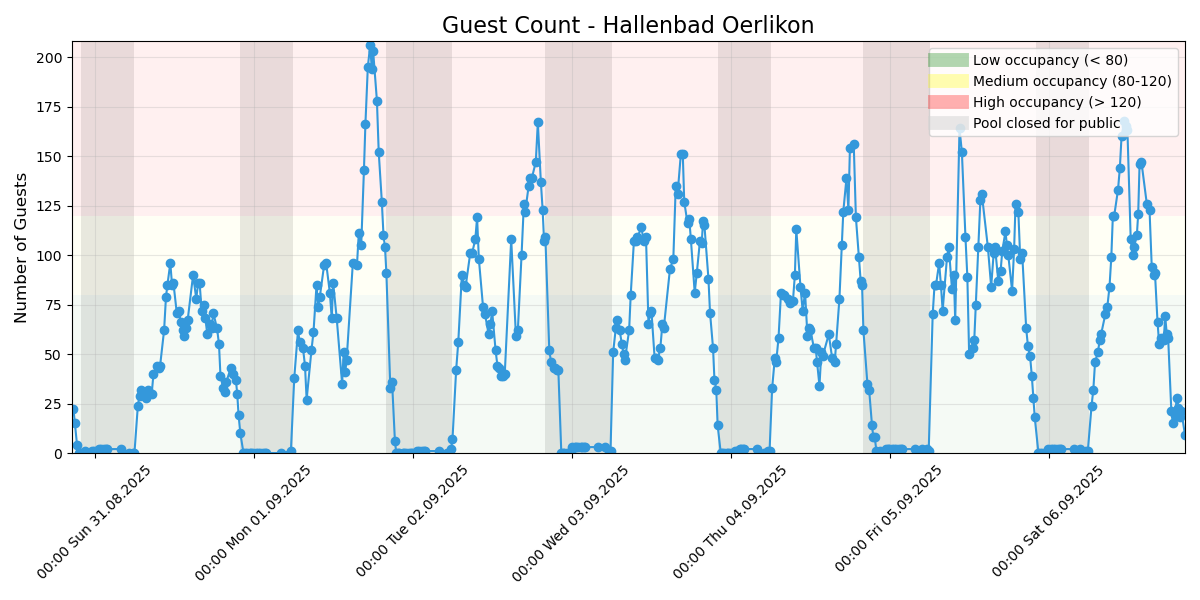 Guest Count - Hallenbad Oerlikon
Low occupancy (< 80)
Medium occupancy (80-120)
High occupancy (> 120)
Pool closed for public
Number of Guests
200
175
150
125
100
75
50
25
0
00:00 Sun 31.08.2025
00:00 Mon 01.09.2025
00:00 Tue 02.09.2025
00:00 Wed 03.09.2025
00:00 Thu 04.09.2025
00:00 Fri 05.09.2025
00:00 Sat 06.09.2025